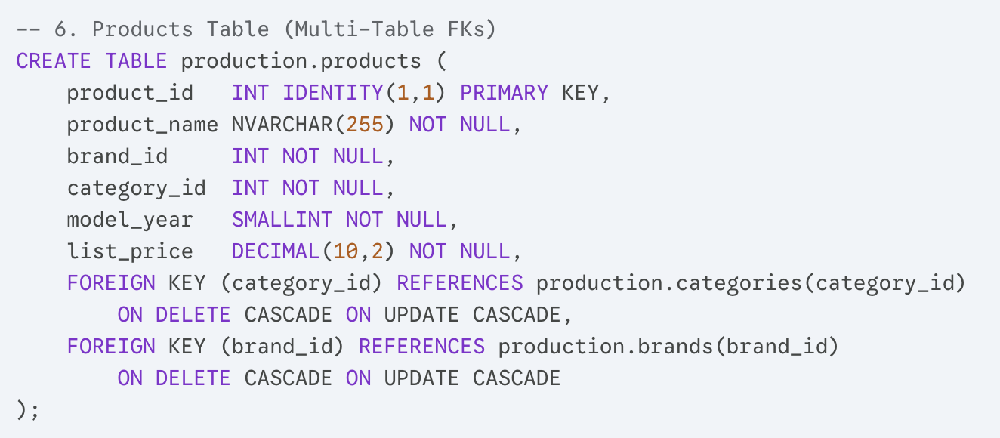 -- 6. Products Table (Multi-Table FKs)
CREATE TABLE production.products (
    product_id   INT IDENTITY(1,1) PRIMARY KEY,
    product_name NVARCHAR(255) NOT NULL,
    brand_id     INT NOT NULL,
    category_id  INT NOT NULL,
    model_year   SMALLINT NOT NULL,
    list_price   DECIMAL(10,2) NOT NULL,
    FOREIGN KEY (category_id) REFERENCES production.categories(category_id)
        ON DELETE CASCADE ON UPDATE CASCADE,
    FOREIGN KEY (brand_id) REFERENCES production.brands(brand_id)
        ON DELETE CASCADE ON UPDATE CASCADE
);